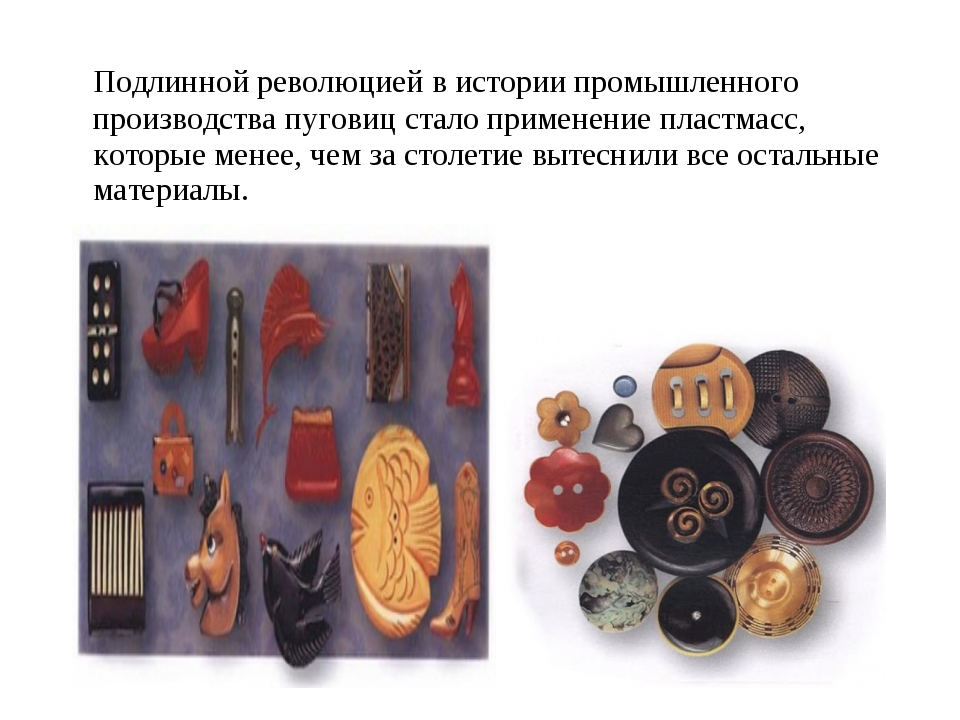 Подлинной революцией в истории промышленного
производства пуговиц стало применение пластмасс,
которые менее, чем за столетие вытеснили все остальные
материалы.